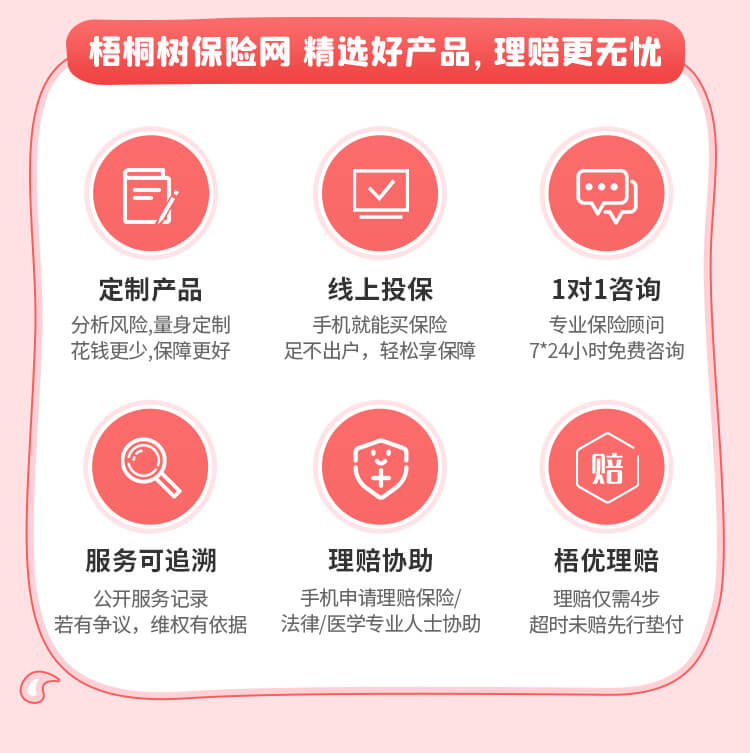 梧桐树保险网 精选好产品, 理赔更无忧
定制产品
分析风险,量身定制
花钱更少,保障更好
线上投保
手机就能买保险
足不出户，轻松享保障
1对1咨询
专业保险顾问
7*24小时免费咨询
服务可追溯
公开服务记录
若有争议，维权有依据
理赔协助
手机申请理赔保险/
法律/医学专业人士协助
赔
梧优理赔
理赔仅需4步
超时未赔先行垫付